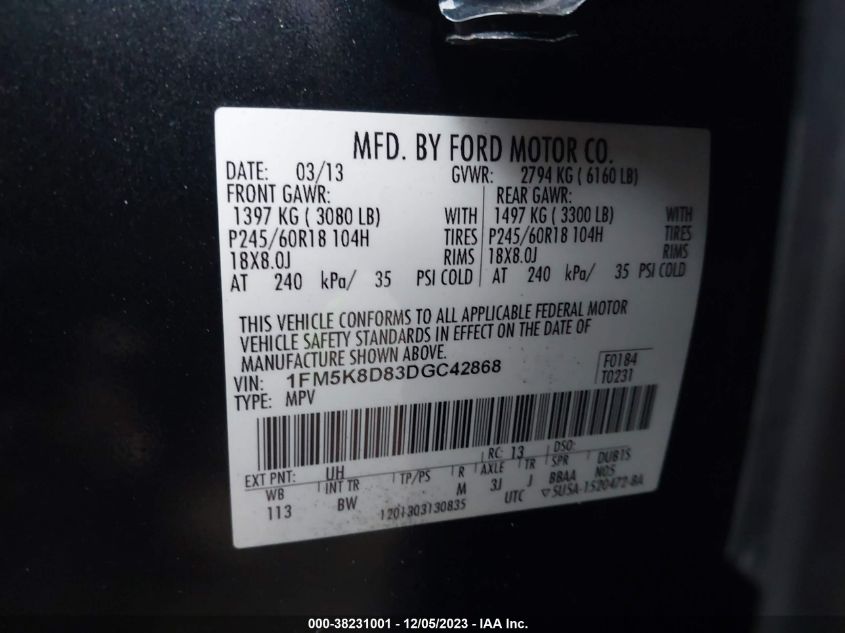 MFD. BY FORD MOTOR CO.
DATE: 03/13 GVWR: 2794 KG ( 6160 LB)
FRONT GAWR: REAR GAWR:
1397 KG ( 3080 LB) WITH 1497 KG ( 3300 LB) WITH
P245/60R18 104H TIRES P245/60R18 104H TIRES
18X8.0J RIMS 18X8.0J RIMS
AT 240 kPa/ 35 PSI COLD AT 240 kPa/ 35 PSI COLD
THIS VEHICLE CONFORMS TO ALL APPLICABLE FEDERAL MOTOR
VEHICLE SAFETY STANDARDS IN EFFECT ON THE DATE OF
MANUFACTURE SHOWN ABOVE.
VIN: 1FM5K8D83DGC42868 F0184
TYPE: MPV T0231
EXT PNT: UH RC: 13 DSO:
WB INT TR TP/PS R AXLE TR SPR DUB1S
113 BW M 3J J BBAA N05
1201303130835 UTC ▽SU5A-1520472-BA
000-38231001 - 12/05/2023 - IAA Inc.